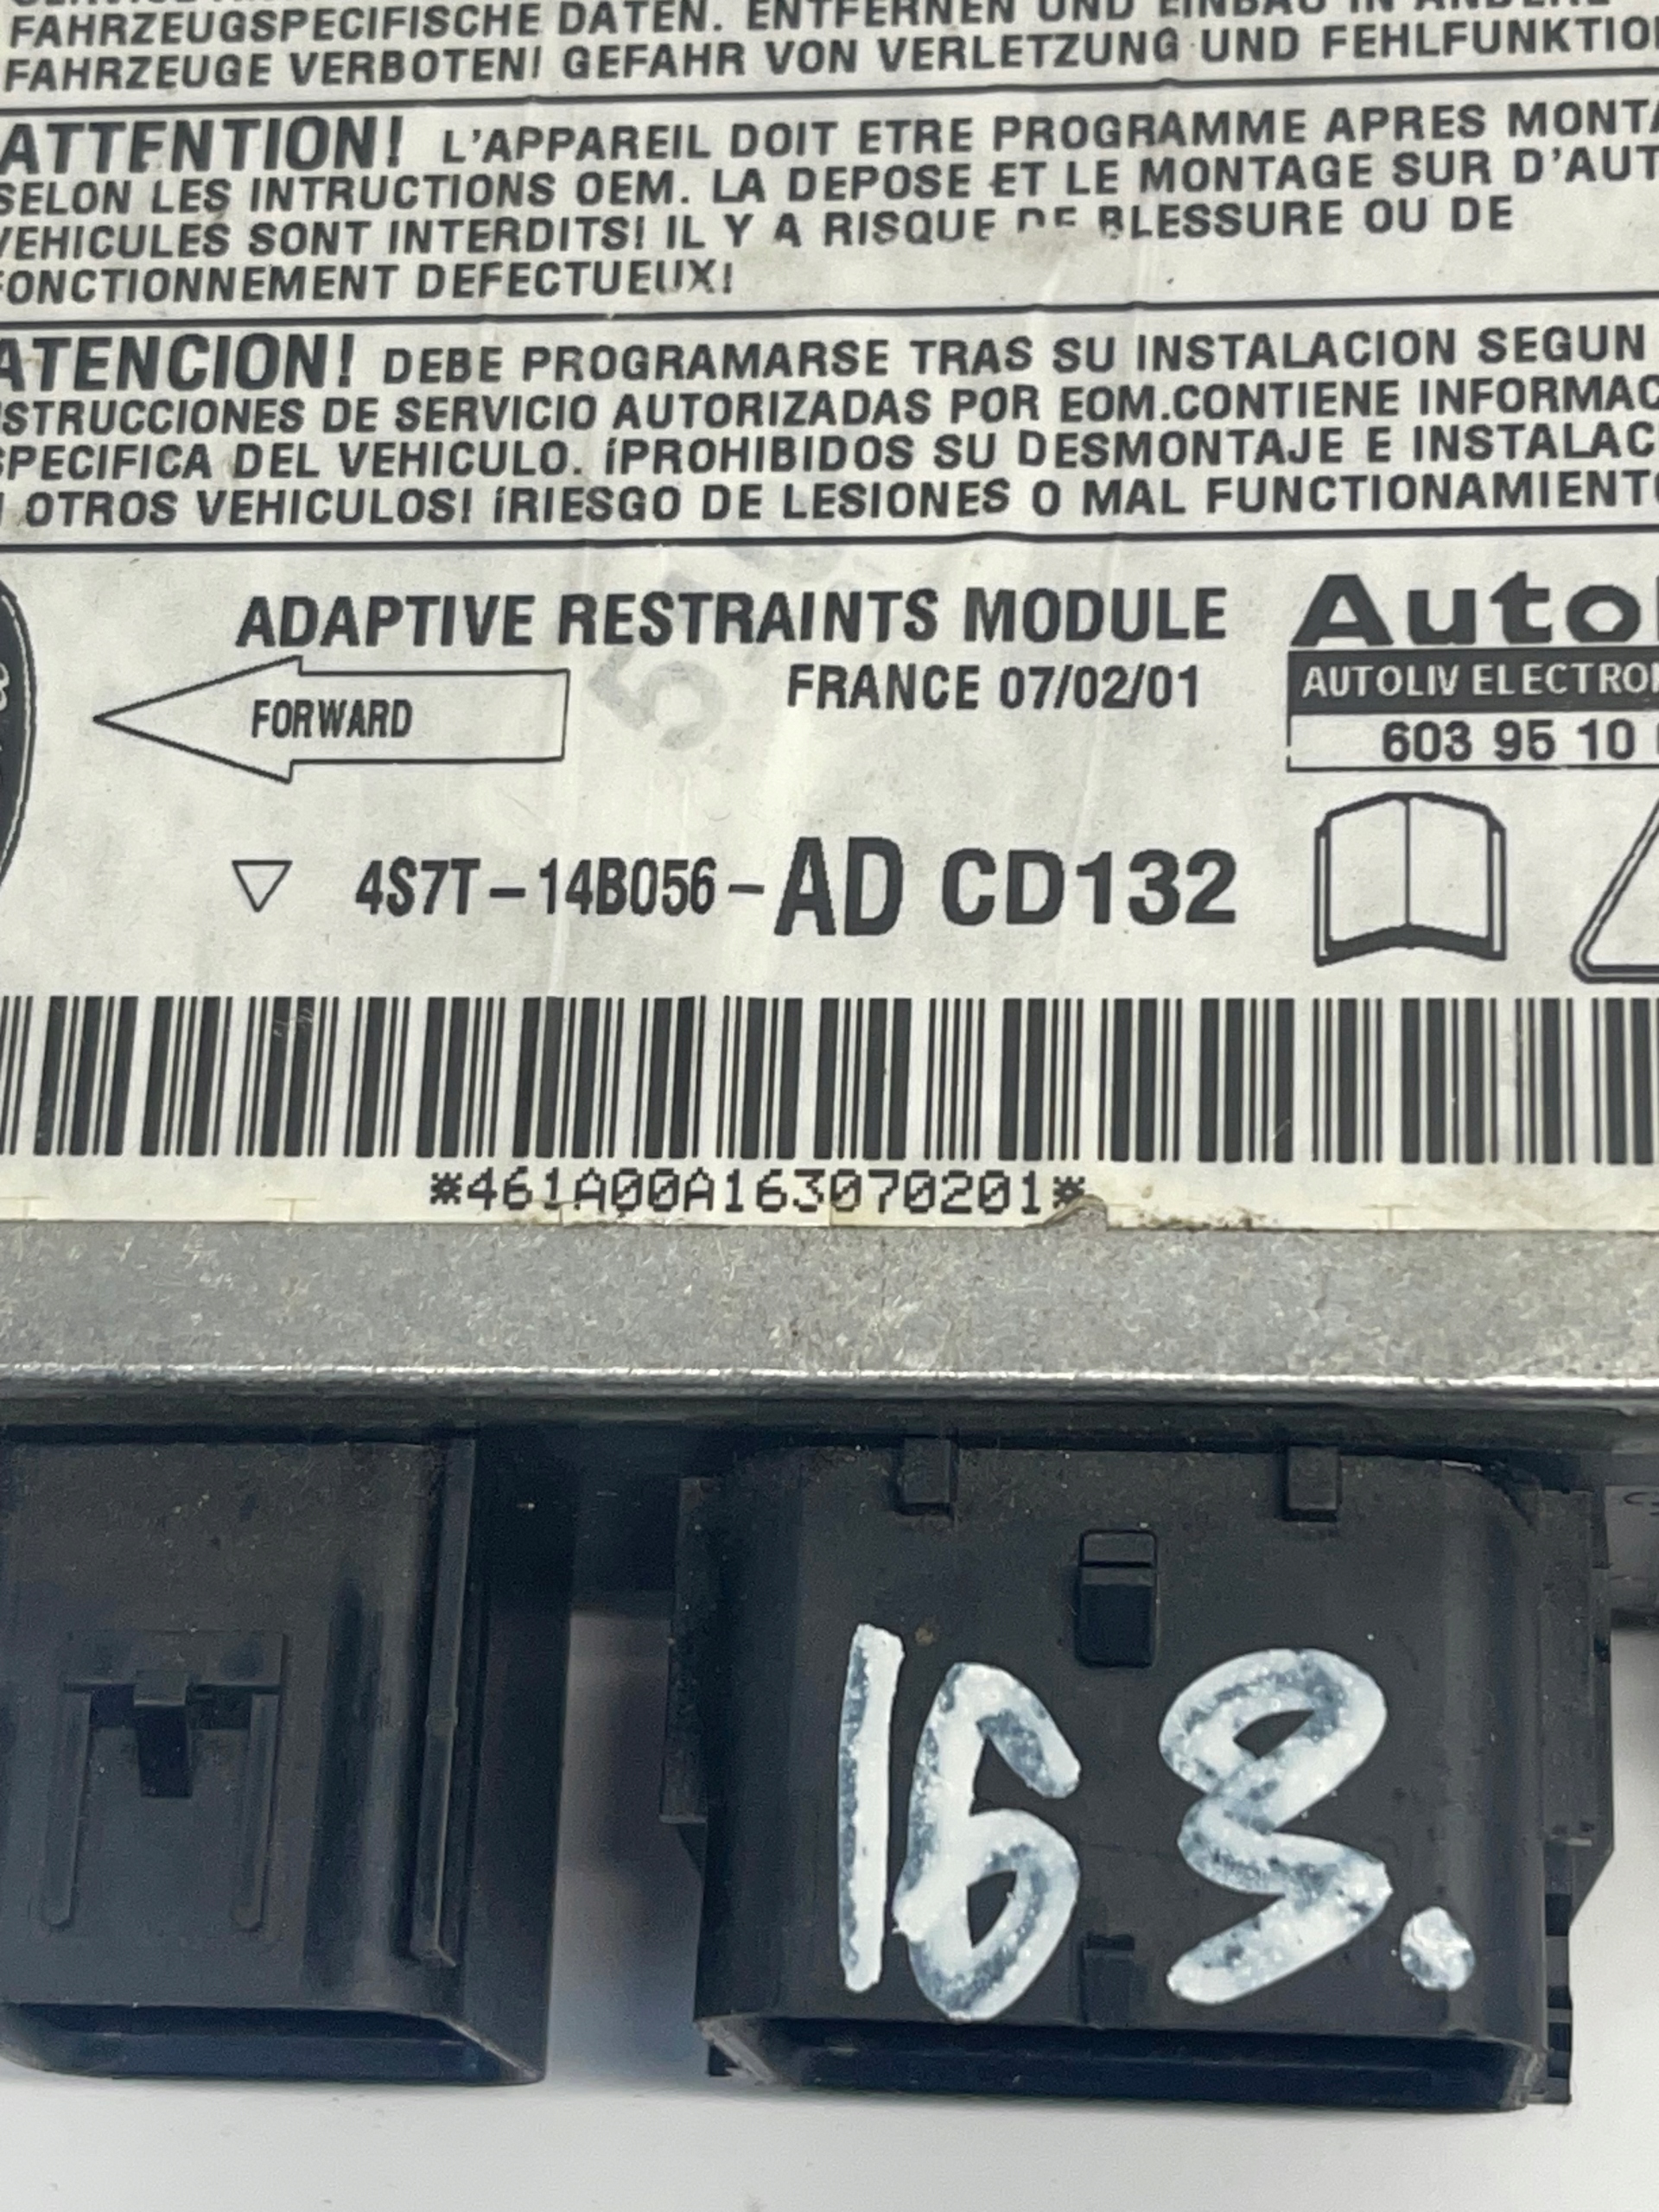 FAHRZEUGSPECIFISCHE DATEN. ENTFERNEN UND EINBAU IN ANDERE
FAHRZEUGE VERBOTEN! GEFAHR VON VERLETZUNG UND FEHLFUNKTIO
ATTENTION! L'APPAREIL DOIT ETRE PROGRAMME APRES MONTA
SELON LES INTRUCTIONS OEM. LA DEPOSE ET LE MONTAGE SUR D'AUT
VEHICULES SONT INTERDITS! IL Y A RISQUE DE BLESSURE OU DE
FONCTIONNEMENT DEFECTUEUX!
ATENCION! DEBE PROGRAMARSE TRAS SU INSTALACION SEGUN
STRUCCIONES DE SERVICIO AUTORIZADAS POR EOM.CONTIENE INFORMAC
SPECIFICA DEL VEHICULO. ¡PROHIBIDOS SU DESMONTAJE E INSTALAC
OTROS VEHICULOS! ¡RIESGO DE LESIONES O MAL FUNCTIONAMIENTO
ADAPTIVE RESTRAINTS MODULE
Autol
FORWARD
FRANCE 07/02/01
AUTOLIV ELECTRON
603 95 10
4S7T-14B056-AD CD132
*461A00A163070201*
163.